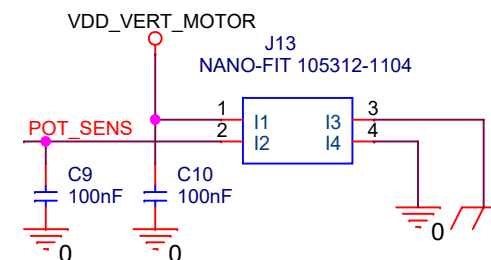 VDD_VERT_MOTOR
J13
NANO-FIT 105312-1104
1 I1 I3 3
POT_SENS 2 I2 I4 4
C9 C10
100nF 100nF
0
0 0